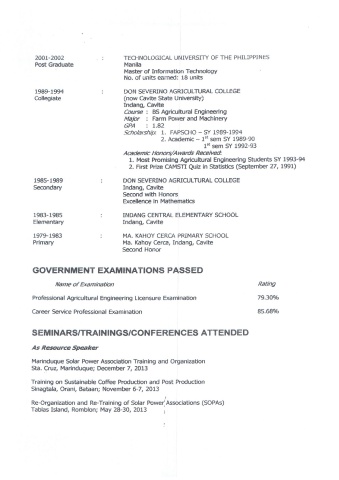 2001-2002 : TECHNOLOGICAL UNIVERSITY OF THE PHILIPPINES
Post Graduate Manila
Master of Information Technology
No. of units earned: 18 units
1989-1994 : DON SEVERINO AGRICULTURAL COLLEGE
Collegiate (now Cavite State University)
Indang, Cavite
Course : BS Agricultural Engineering
Major : Farm Power and Machinery
GPA : 1.82
Scholarship: 1. FAPSCHO – SY 1989-1994
2. Academic – 1st sem SY 1989-90
1st sem SY 1992-93
Academic Honors/Awards Received:
1. Most Promising Agricultural Engineering Students SY 1993-94
2. First Prize CAMSTI Quiz in Statistics (September 27, 1991)
1985-1989 : DON SEVERINO AGRICULTURAL COLLEGE
Secondary Indang, Cavite
Second with Honors
Excellence in Mathematics
1983-1985 : INDANG CENTRAL ELEMENTARY SCHOOL
Elementary Indang, Cavite
1979-1983 : MA. KAHOY CERCA PRIMARY SCHOOL
Primary Ma. Kahoy Cerca, Indang, Cavite
Second Honor
GOVERNMENT EXAMINATIONS PASSED
Name of Examination Rating
Professional Agricultural Engineering Licensure Examination 79.30%
Career Service Professional Examination 85.68%
SEMINARS/TRAININGS/CONFERENCES ATTENDED
As Resource Speaker
Marinduque Solar Power Association Training and Organization
Sta. Cruz, Marinduque; December 7, 2013
Training on Sustainable Coffee Production and Post Production
Sinagtala, Orani, Bataan; November 6-7, 2013
Re-Organization and Re-Training of Solar Power Associations (SOPAs)
Tablas Island, Romblon; May 28-30, 2013